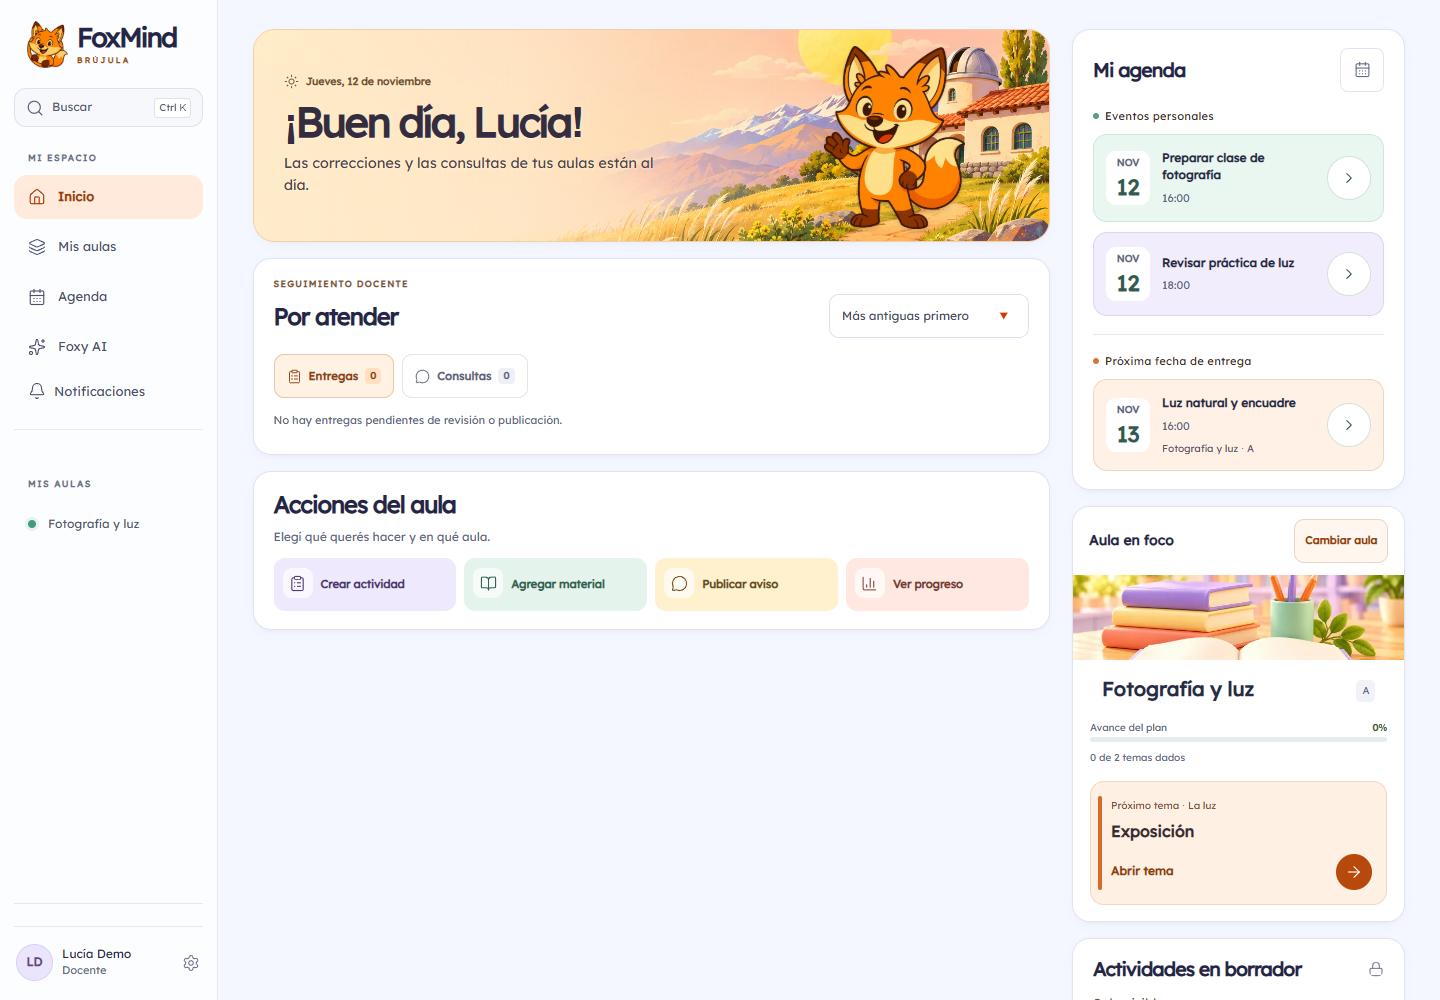 FoxMind
BRÚJULA
Buscar
Ctrl K
MI ESPACIO
Inicio
Mis aulas
Agenda
Foxy AI
Notificaciones
MIS AULAS
Fotografía y luz
LD
Lucía Demo
Docente
Jueves, 12 de noviembre
¡Buen día, Lucía!
Las correcciones y las consultas de tus aulas están al
día.
SEGUIMIENTO DOCENTE
Por atender
Más antiguas primero
Entregas 0
Consultas 0
No hay entregas pendientes de revisión o publicación.
Acciones del aula
Elegí qué querés hacer y en qué aula.
Crear actividad
Agregar material
Publicar aviso
Ver progreso
Mi agenda
Eventos personales
NOV
12
Preparar clase de
fotografía
16:00
NOV
12
Revisar práctica de luz
18:00
Próxima fecha de entrega
NOV
13
Luz natural y encuadre
16:00
Fotografía y luz · A
Aula en foco
Cambiar aula
Fotografía y luz
A
Avance del plan
0%
0 de 2 temas dados
Próximo tema · La luz
Exposición
Abrir tema
Actividades en borrador